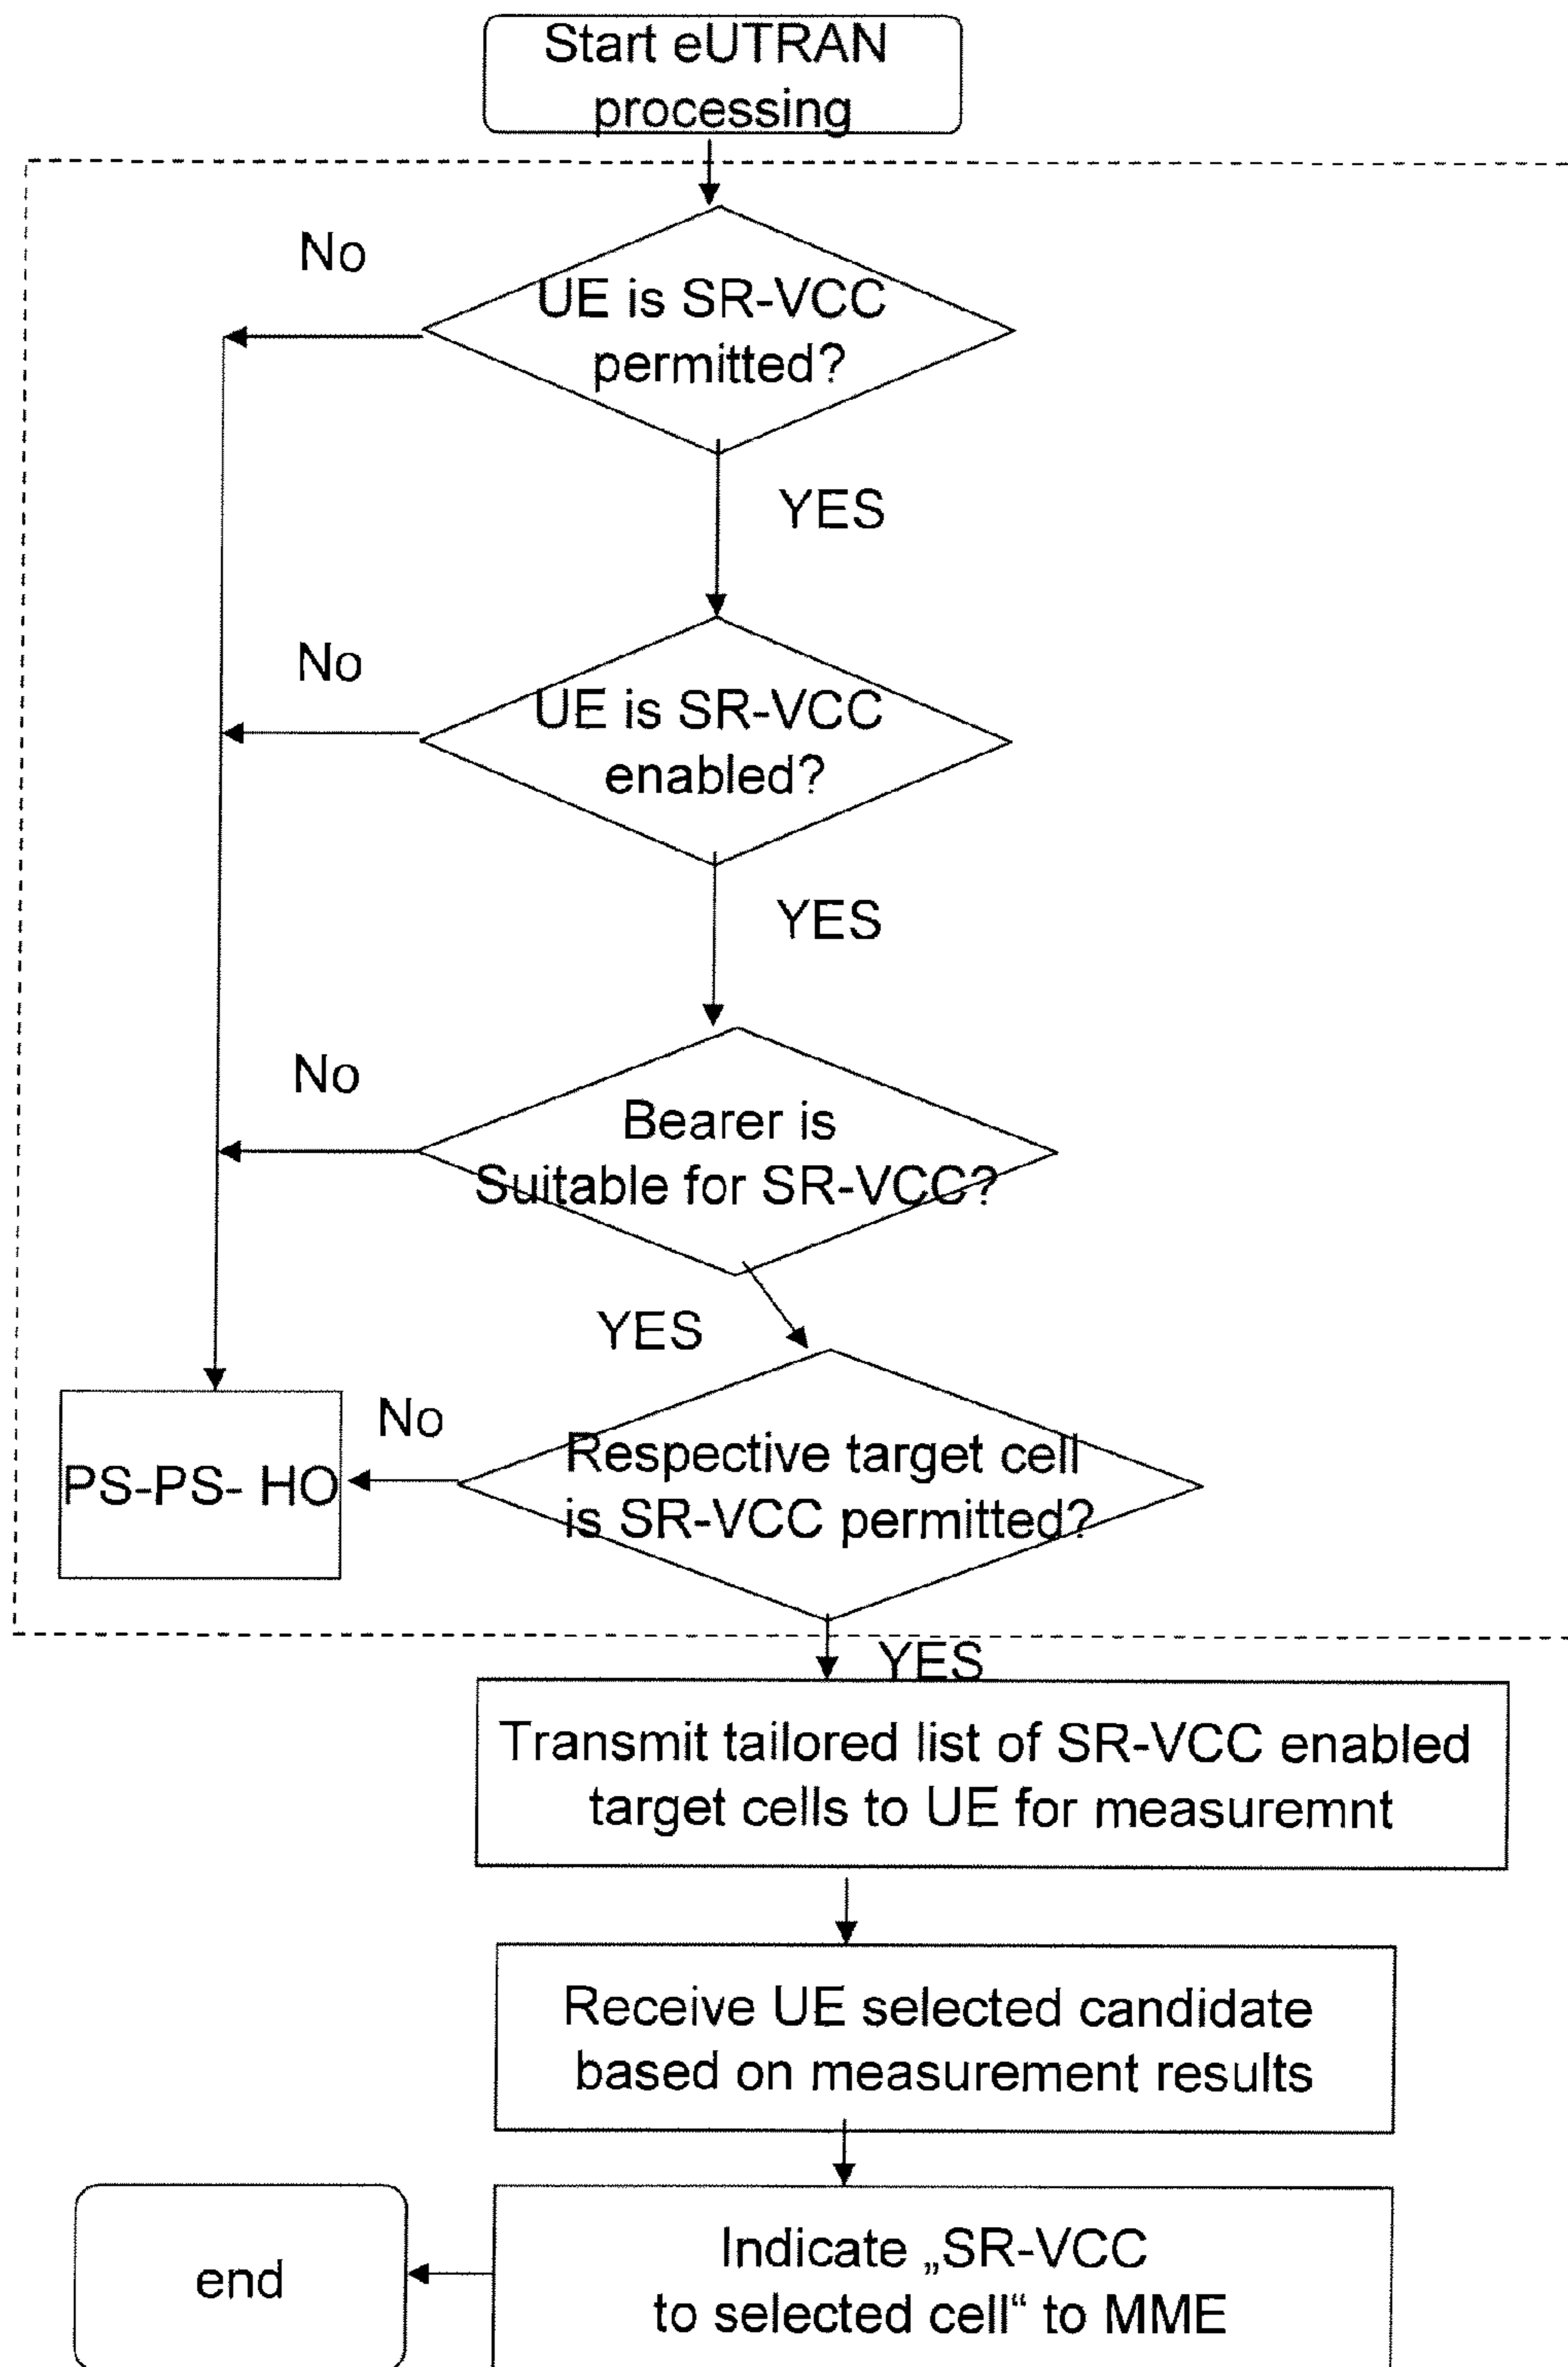 Start eUTRAN
processing
No
UE is SR-VCC
permitted?
YES
No
UE is SR-VCC
enabled?
YES
No
Bearer is
Suitable for SR-VCC?
YES
No
PS-PS- HO
Respective target cell
is SR-VCC permitted?
YES
Transmit tailored list of SR-VCC enabled
target cells to UE for measuremnt
Receive UE selected candidate
based on measurement results
end
Indicate „SR-VCC
to selected cell“ to MME